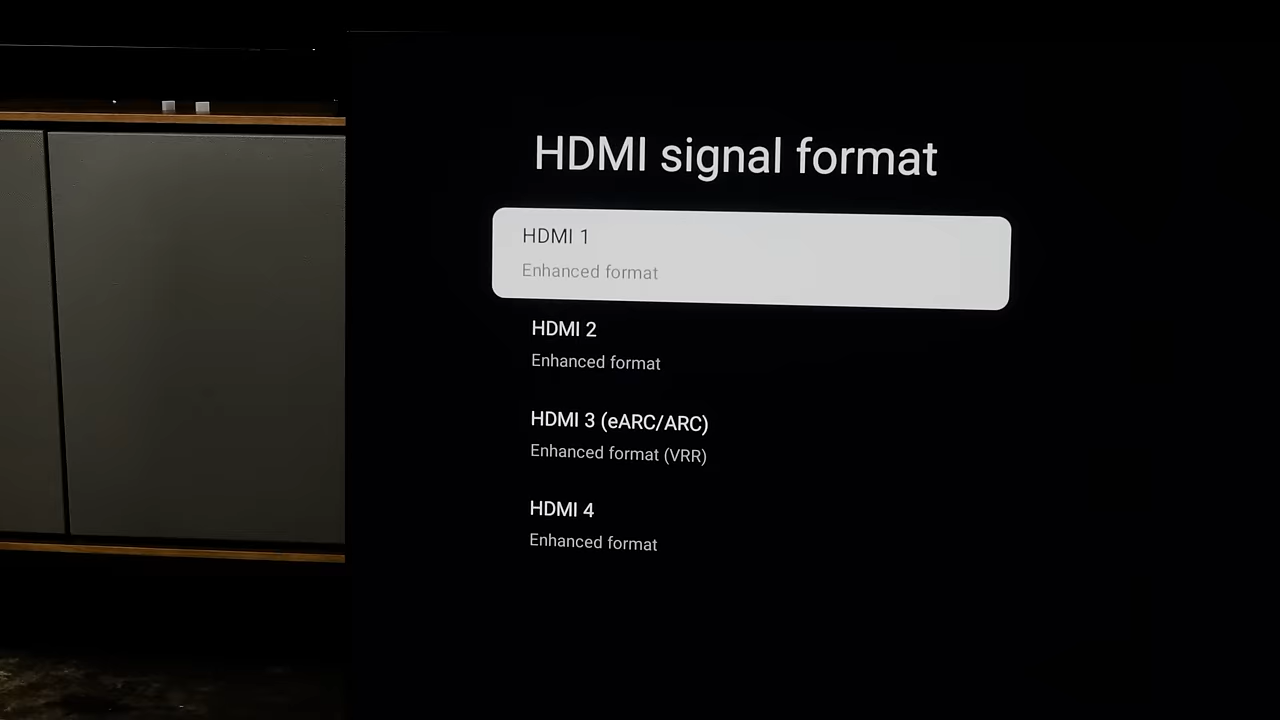 HDMI signal format
HDMI 1
Enhanced format
HDMI 2
Enhanced format
HDMI 3 (eARC/ARC)
Enhanced format (VRR)
HDMI 4
Enhanced format